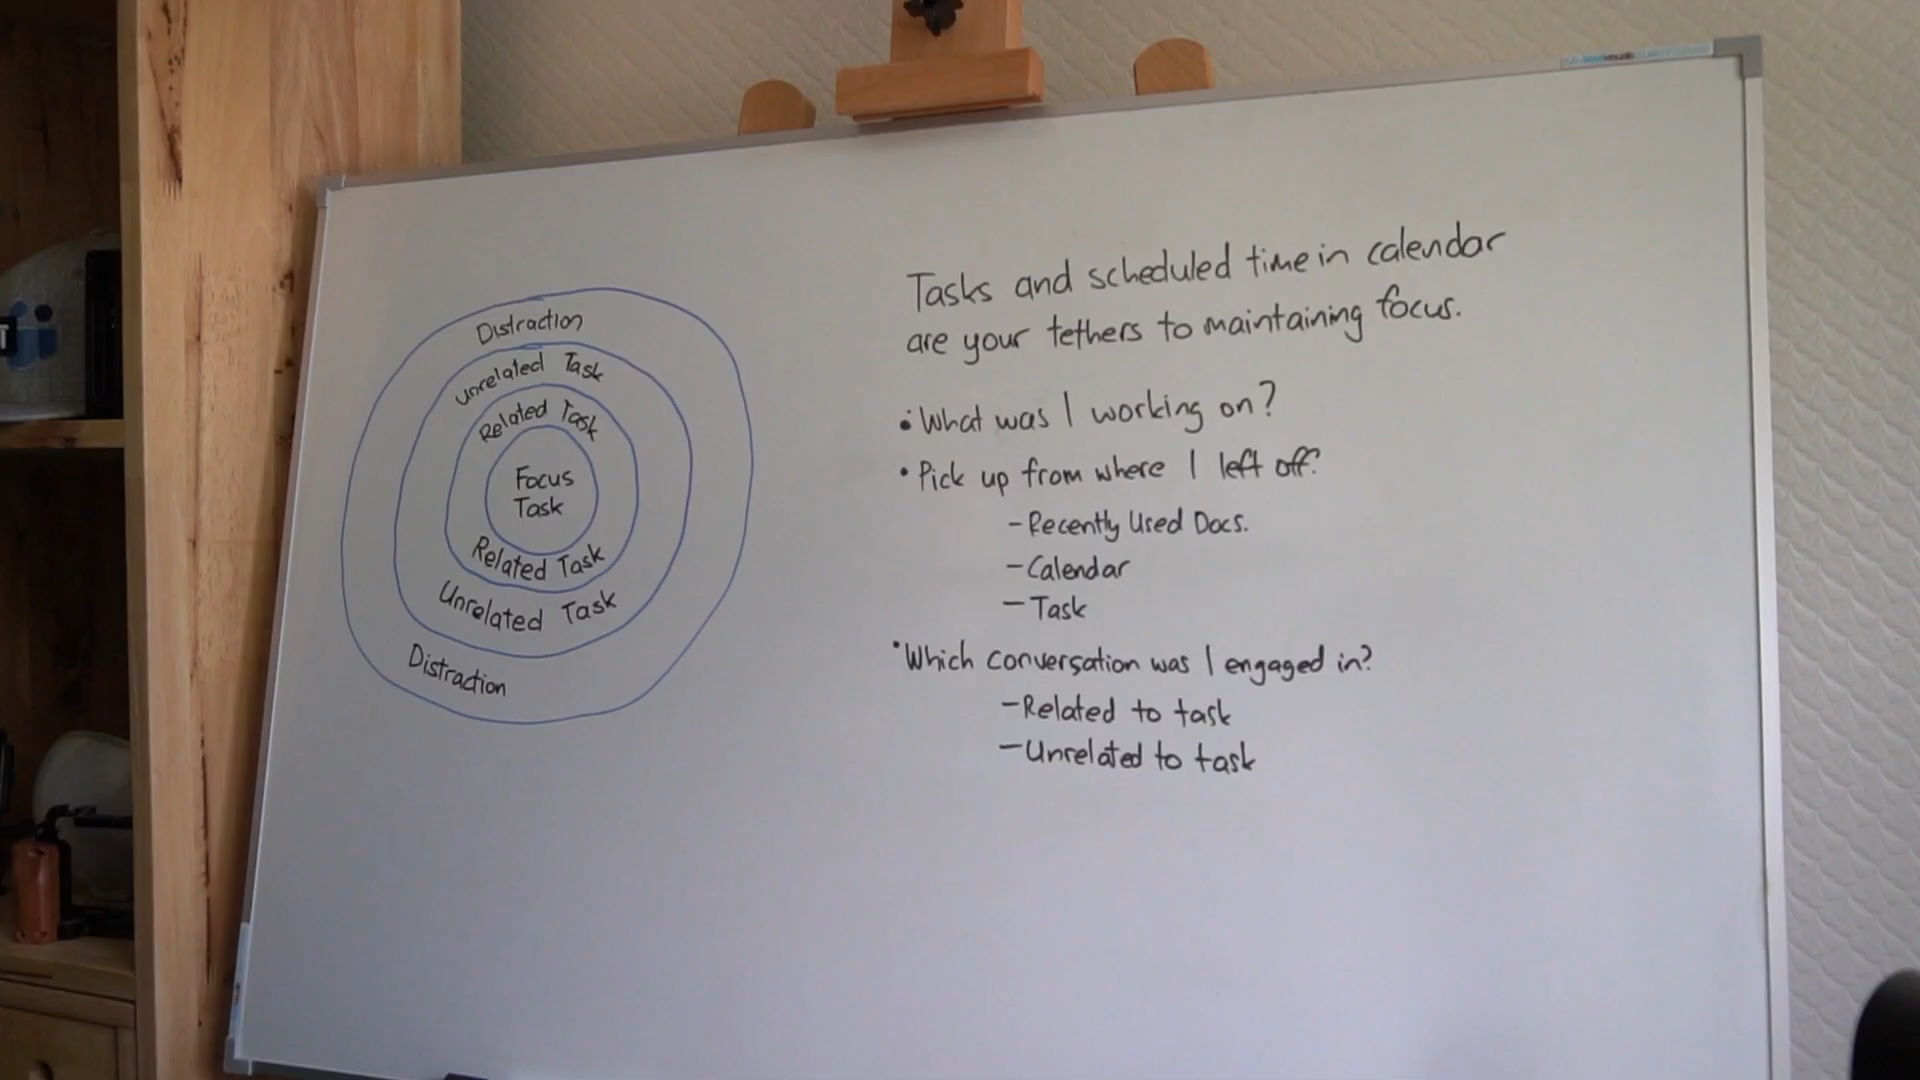 Distraction
Unrelated Task
Related Task
Focus
Task
Related Task
Unrelated Task
Distraction
Tasks and scheduled time in calendar
are your tethers to maintaining focus.
• What was I working on?
• Pick up from where I left off?
- Recently Used Docs.
- Calendar
- Task
• Which conversation was I engaged in?
- Related to task
- Unrelated to task